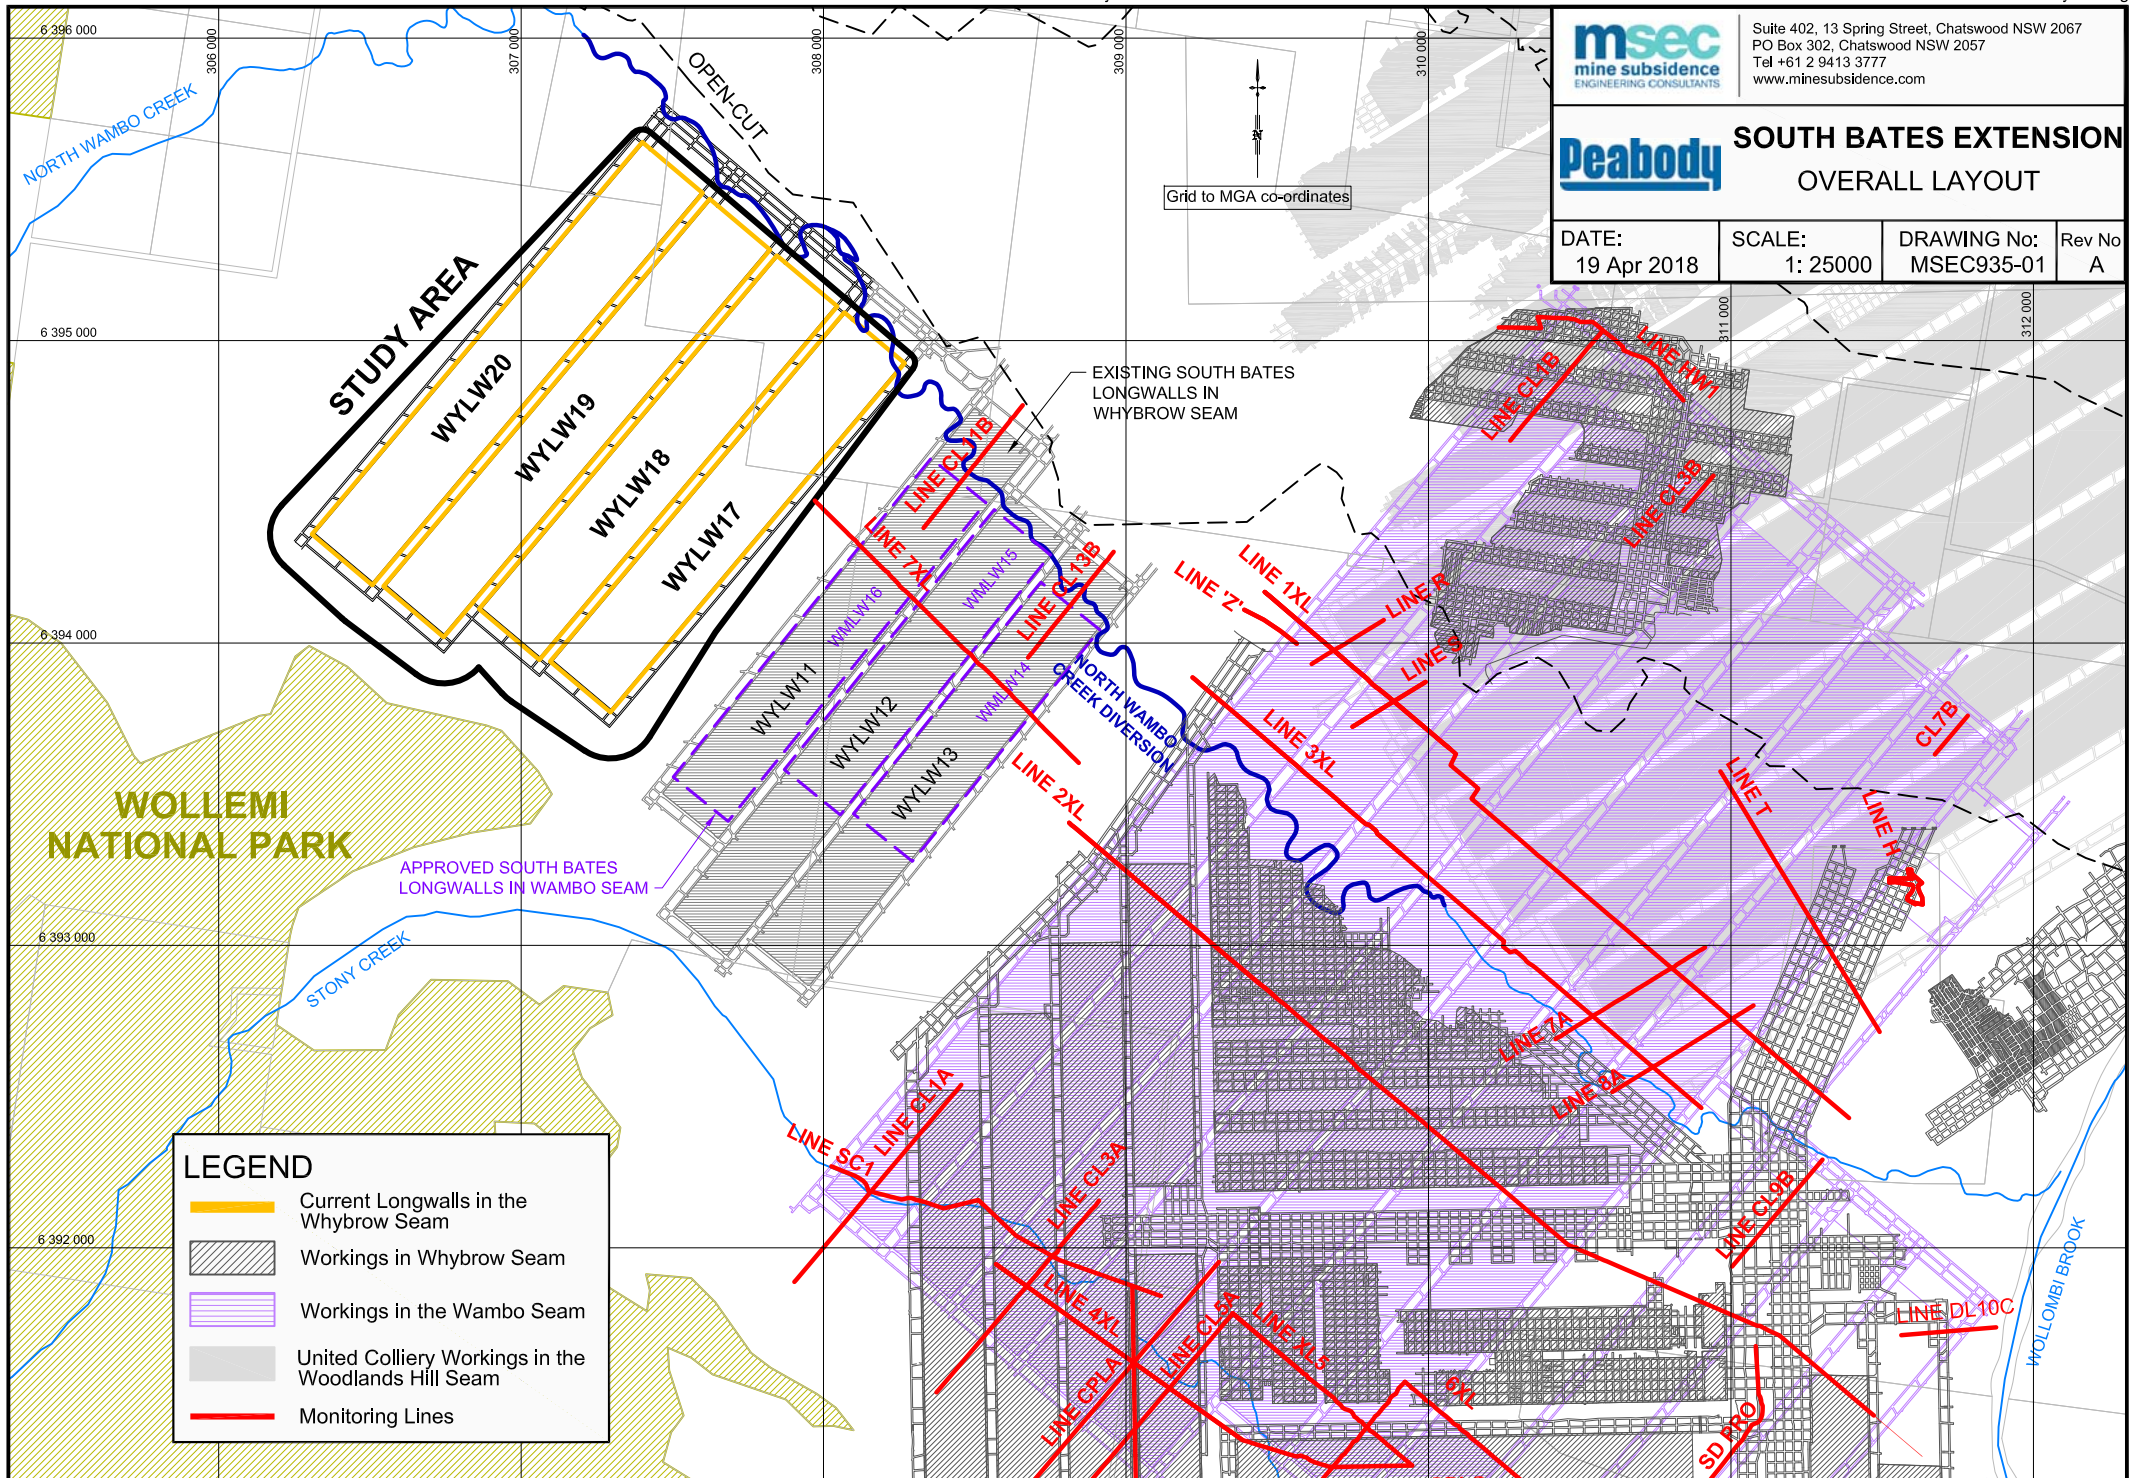 msec
mine subsidence
ENGINEERING CONSULTANTS
Suite 402, 13 Spring Street, Chatswood NSW 2067
PO Box 302, Chatswood NSW 2057
Tel +61 2 9413 3777
www.minesubsidence.com
Peabody
SOUTH BATES EXTENSION
OVERALL LAYOUT
DATE:
19 Apr 2018
SCALE:
1: 25000
DRAWING No:
MSEC935-01
Rev No
A
6 396 000
306 000
307 000
308 000
309 000
310 000
311 000
312 000
NORTH WAMBO CREEK
OPEN-CUT
N
Grid to MGA co-ordinates
6 395 000
STUDY AREA
WYLW20
WYLW19
WYLW18
WYLW17
EXISTING SOUTH BATES
LONGWALLS IN
WHYBROW SEAM
LINE CL11B
LINE 7XL
LINE CL13B
WMLW16
WMLW15
WMLW14
WYLW11
WYLW12
WYLW13
LINE CL1B
LINE HW1
LINE CL3B
LINE 'Z'
LINE 1XL
LINE R
LINE S
6 394 000
NORTH WAMBO
CREEK DIVERSION
LINE 3XL
LINE 2XL
CL7B
LINE T
LINE H
WOLLEMI
NATIONAL PARK
APPROVED SOUTH BATES
LONGWALLS IN WAMBO SEAM
6 393 000
STONY CREEK
LINE 7A
LINE 8A
LINE SC1
LINE CL1A
LINE CL3A
LINE CL9B
6 392 000
LINE 4XL
LINE CL5A
LINE XL5
LINE CPLA
6XL
SD PRO
LINE DL10C
WOLLOMBI BROOK
LEGEND
Current Longwalls in the
Whybrow Seam
Workings in Whybrow Seam
Workings in the Wambo Seam
United Colliery Workings in the
Woodlands Hill Seam
Monitoring Lines